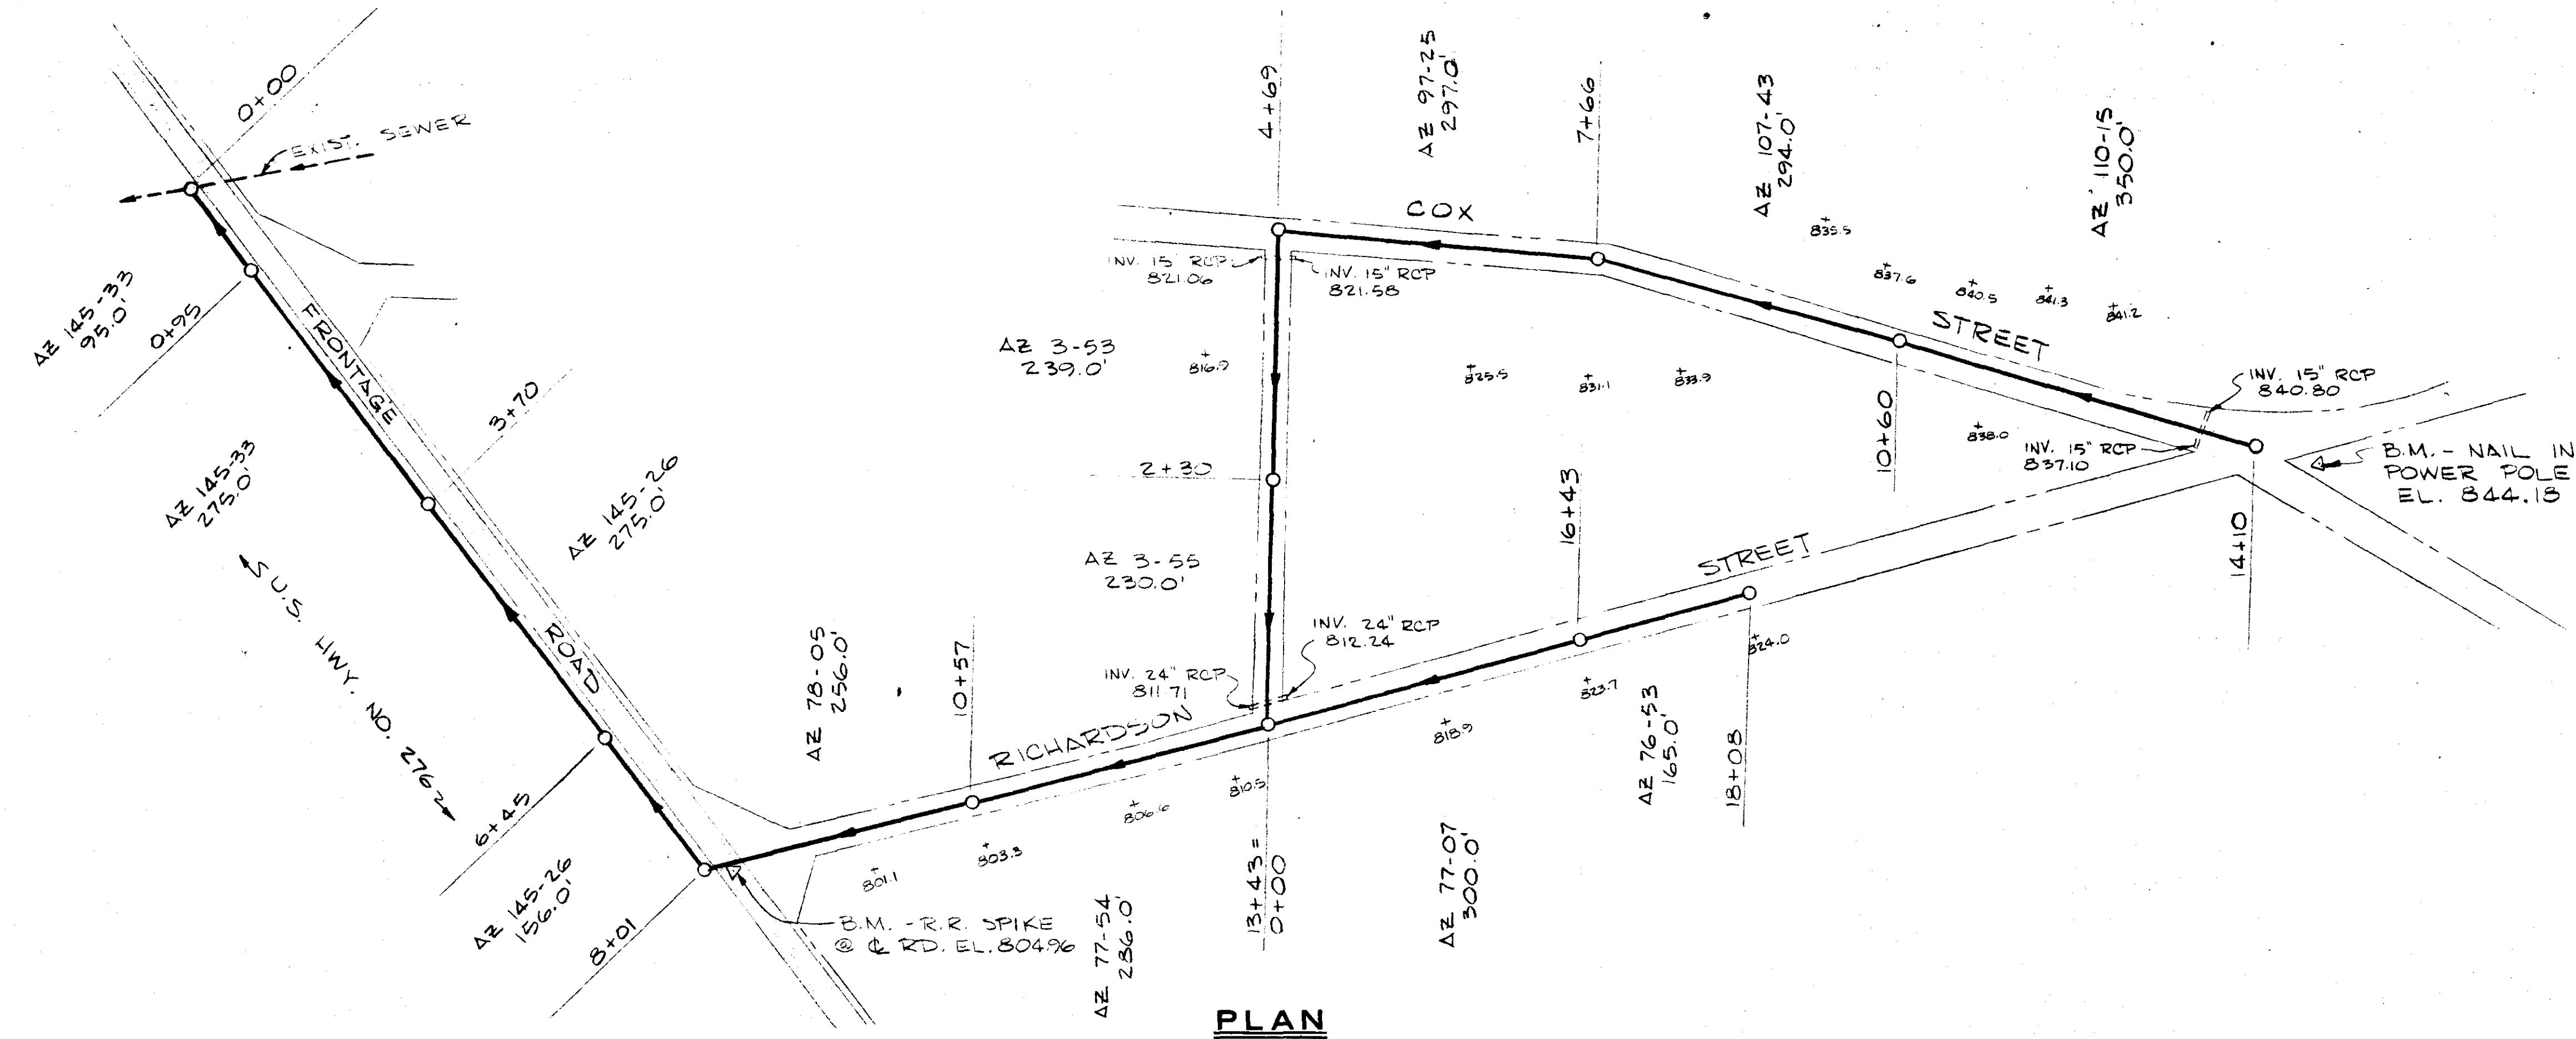 0+00
EXIST. SEWER
AZ 145-33
95.0'
0+95
FRONTAGE
ROAD
3+70
AZ 145-33
275.0'
AZ 145-26
275.0'
U.S. HWY. NO. 276
6+45
AZ 145-26
156.0'
8+01
B.M. - R.R. SPIKE
@ ℄ RD. EL. 804.96
AZ 78-05
256.0'
10+57
801.1
803.3
806.6
810.5
RICHARDSON
STREET
AZ 77-54
286.0'
13+43=
0+00
INV. 24" RCP
811.71
INV. 24" RCP
812.24
AZ 3-55
230.0'
2+30
AZ 3-53
239.0'
816.9
INV. 15" RCP
821.06
INV. 15" RCP
821.58
4+69
AZ 97-25
297.0'
COX
STREET
7+66
AZ 107-43
294.0'
835.5
837.6
840.5
841.3
841.2
AZ 110-15
350.0'
825.5
831.1
833.9
838.0
10+60
INV. 15" RCP
840.80
INV. 15" RCP
837.10
B.M. - NAIL IN
POWER POLE
EL. 844.18
14+10
16+43
818.9
823.7
824.0
AZ 77-07
300.0'
AZ 76-53
165.0'
18+08
PLAN